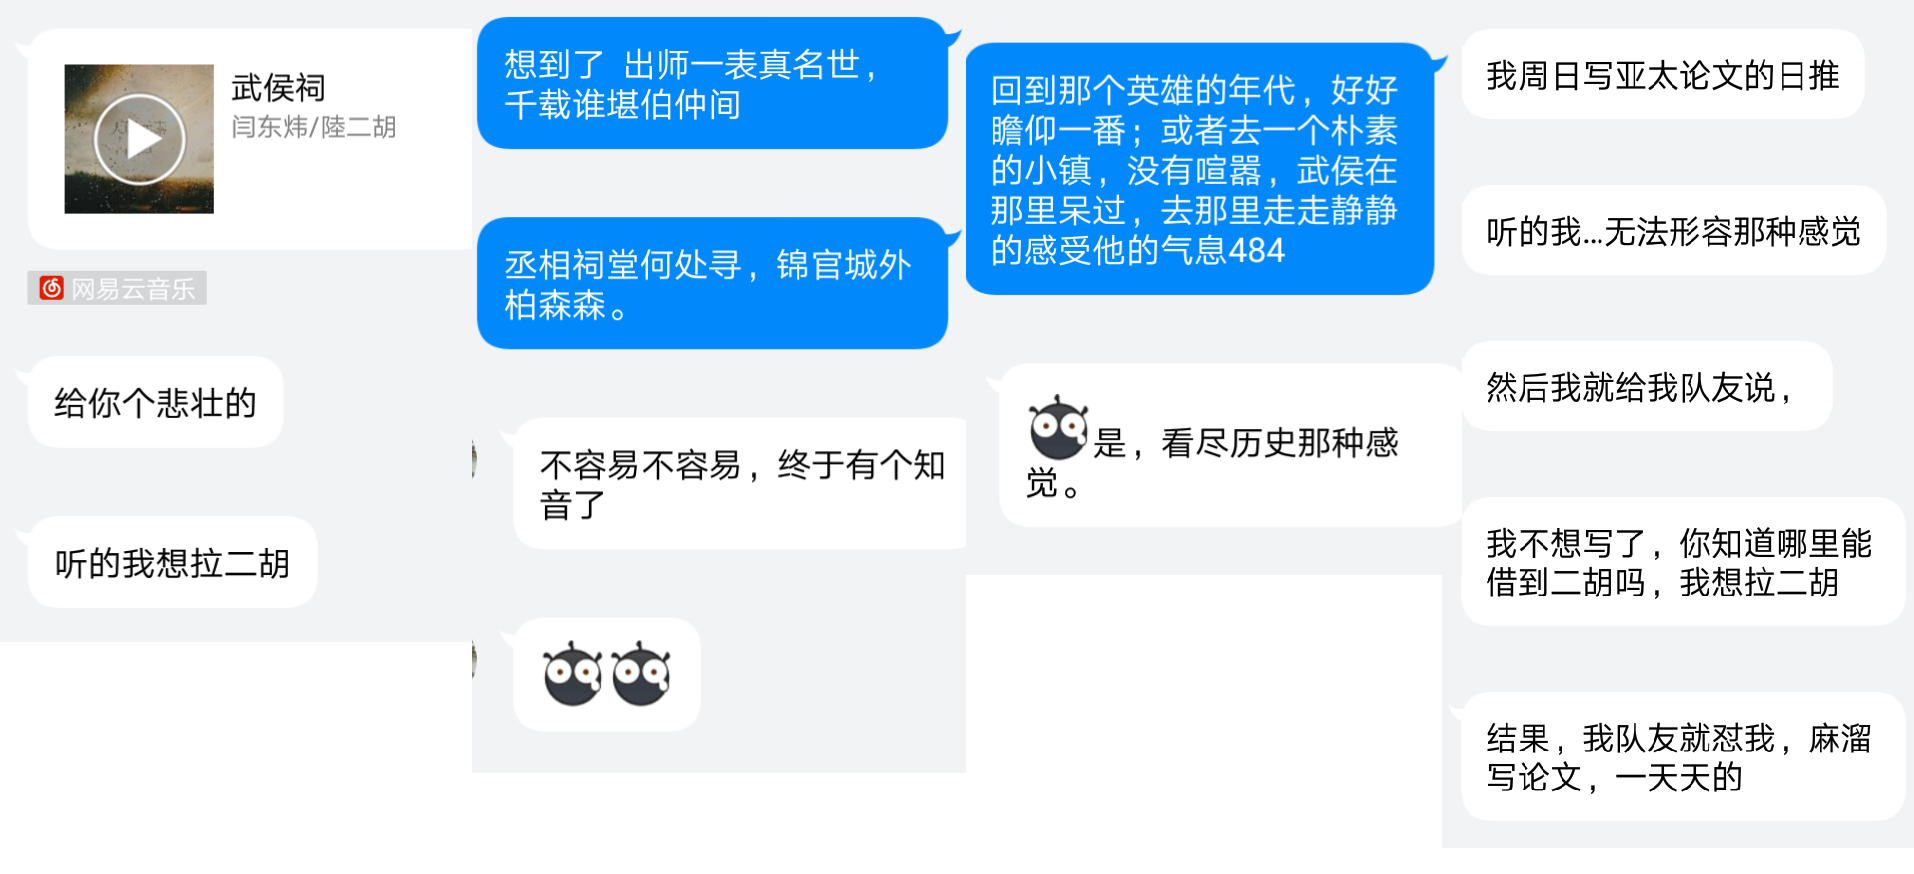 武侯祠
闫东炜/陸二胡
网易云音乐
给你个悲壮的
听的我想拉二胡
想到了 出师一表真名世，
千载谁堪伯仲间
丞相祠堂何处寻，锦官城外
柏森森。
不容易不容易，终于有个知
音了
回到那个英雄的年代，好好
瞻仰一番；或者去一个朴素
的小镇，没有喧嚣，武侯在
那里呆过，去那里走走静静
的感受他的气息484
是，看尽历史那种感
觉。
我周日写亚太论文的日推
听的我...无法形容那种感觉
然后我就给我队友说，
我不想写了，你知道哪里能
借到二胡吗，我想拉二胡
结果，我队友就怼我，麻溜
写论文，一天天的